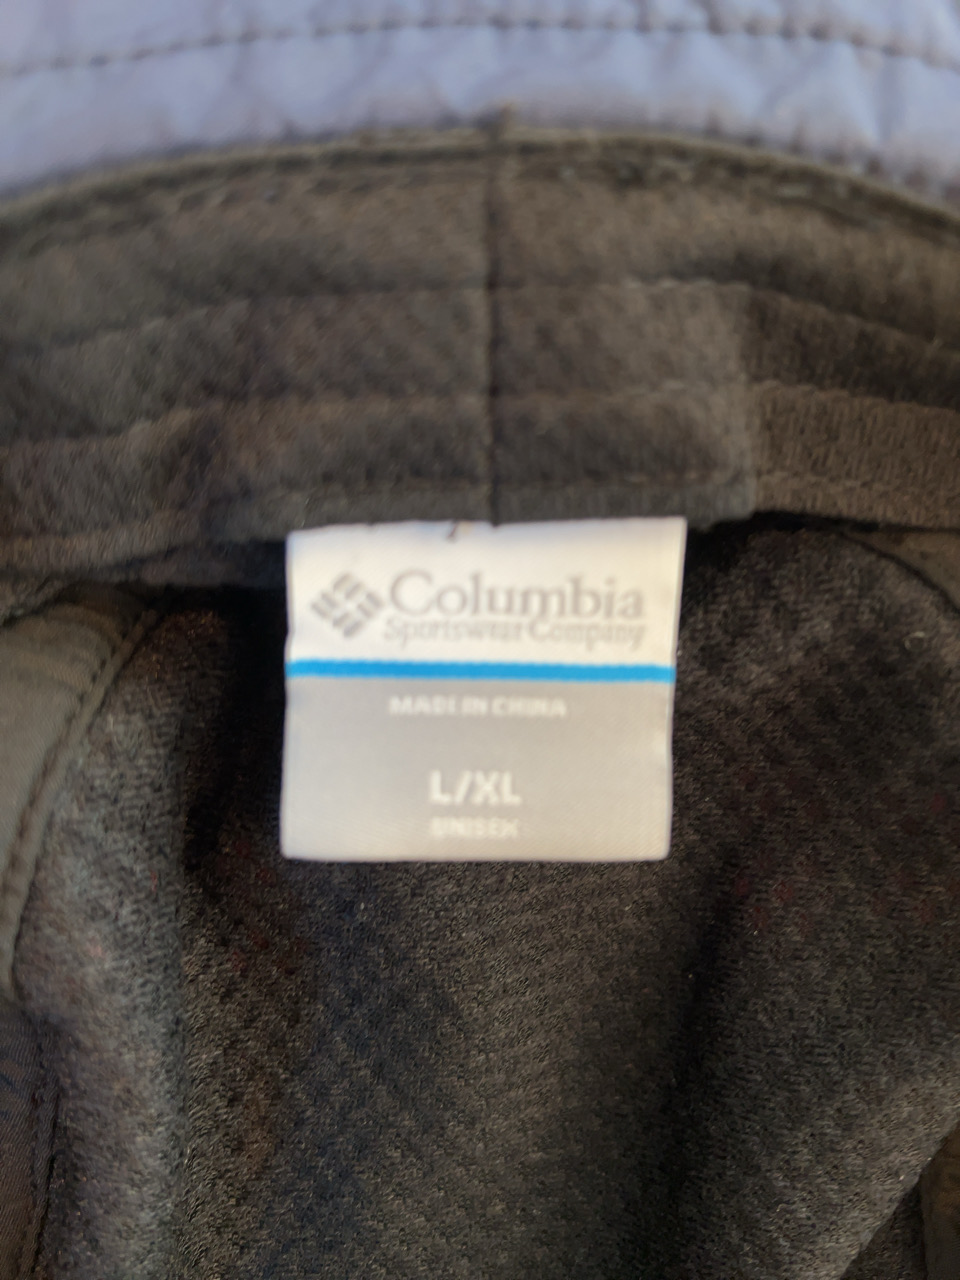 Columbia
Sportswear Company
MADE IN CHINA
L/XL
UNISEX